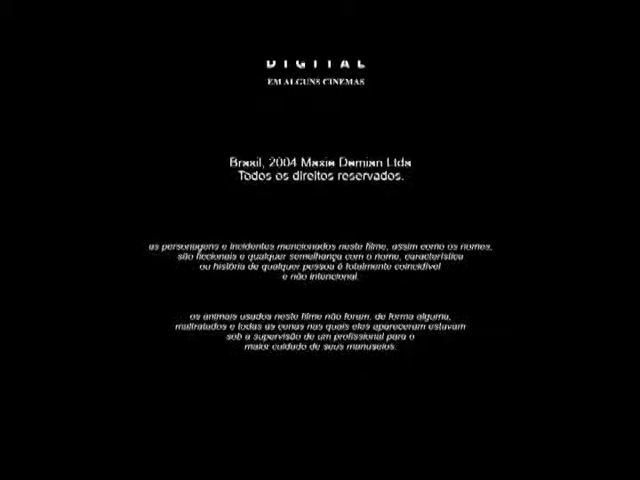 DIGITAL
EM ALGUNS CINEMAS
Brasil, 2004 Maxie Demian Ltda
Todos os direitos reservados.
as personagens e incidentes mencionados neste filme, assim como os nomes,
são ficcionais e qualquer semelhança com o nome, característica
ou história de qualquer pessoa é totalmente coincidível
e não intencional.
os animais usados neste filme não foram, de forma alguma,
maltratados e todas as cenas nas quais eles apareceram estavam
sob a supervisão de um profissional para o
maior cuidado de seus manuseios.